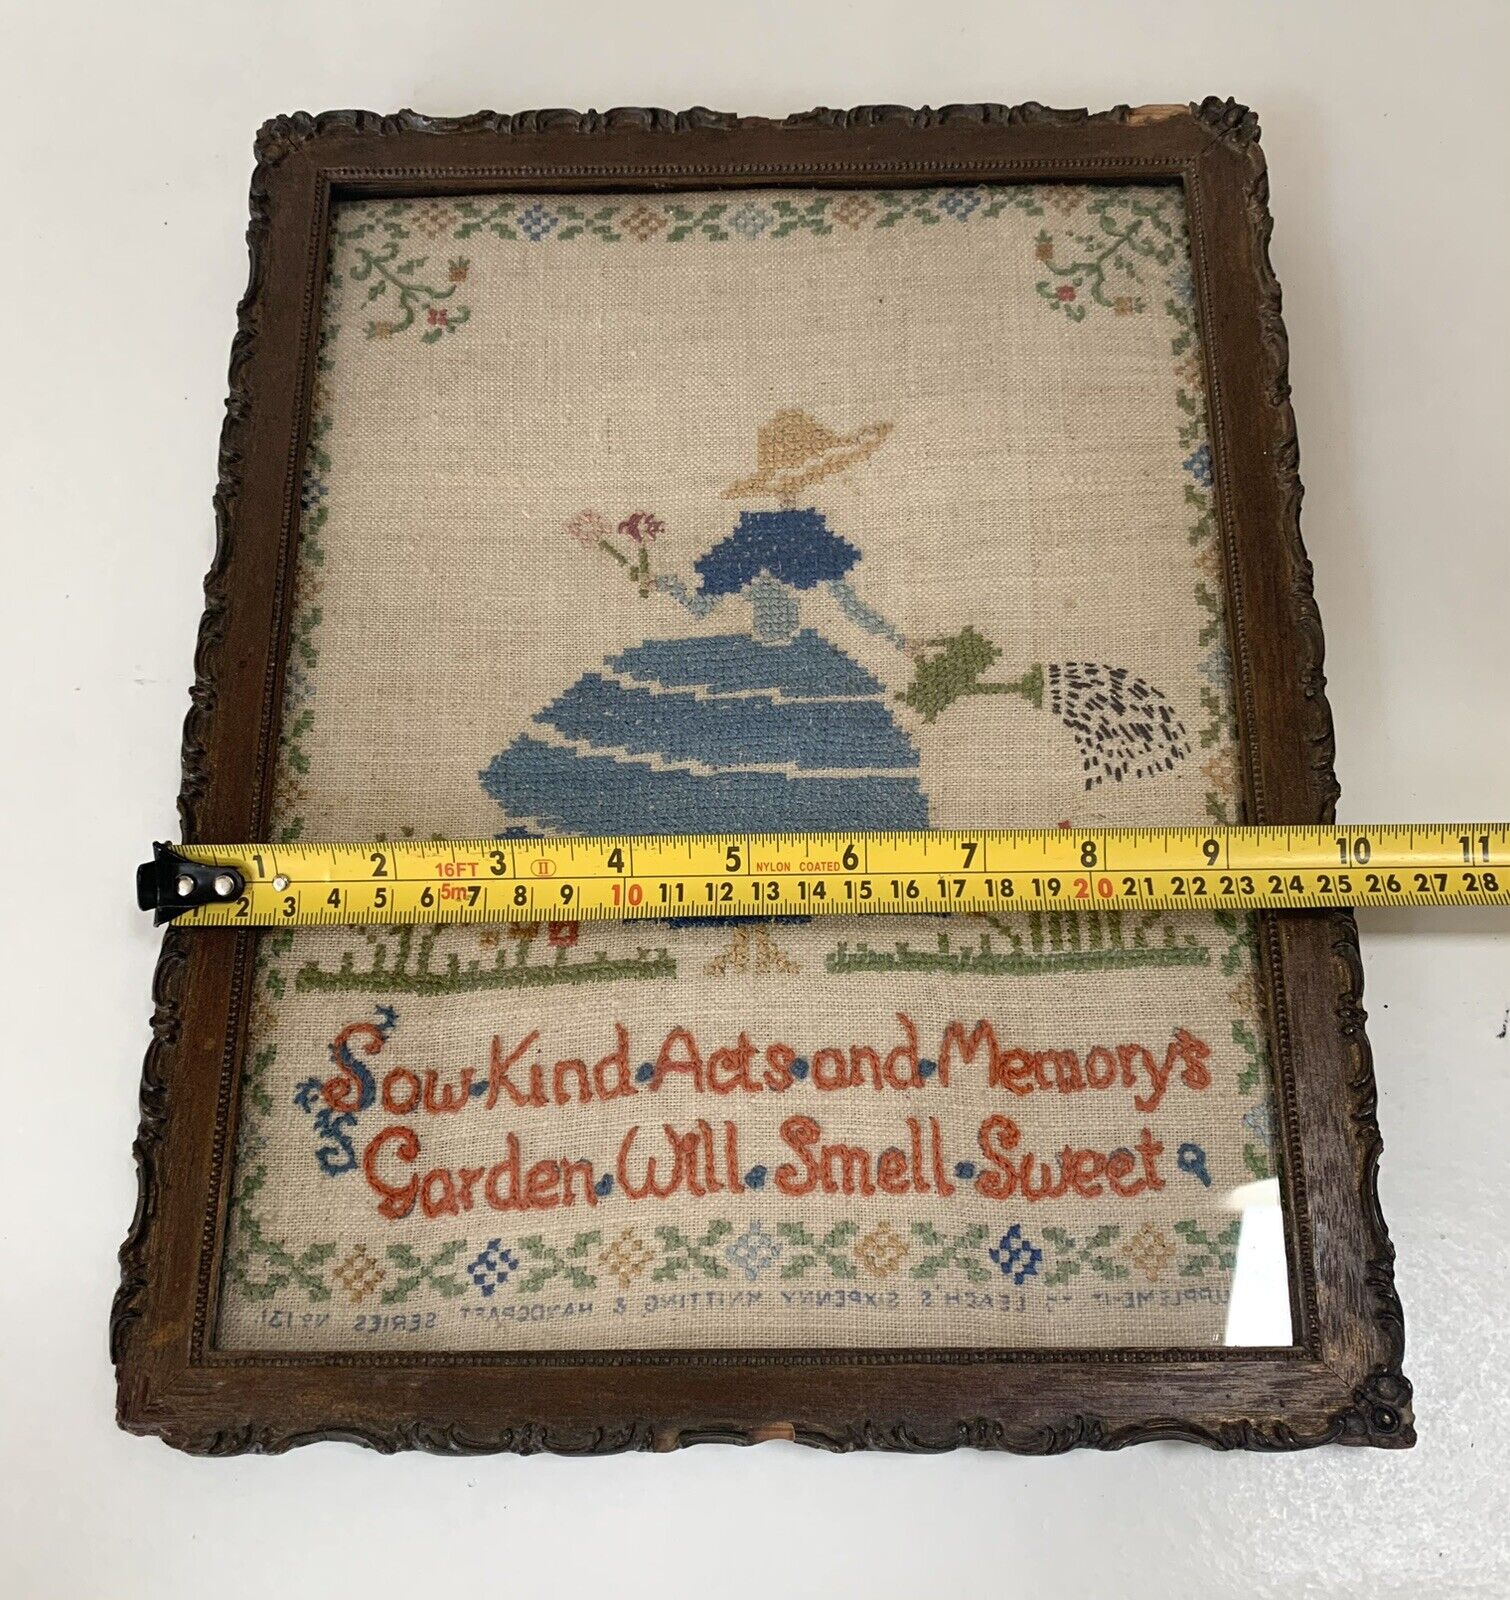 1 2 3 4 5 6 7 8 9 10 11
16FT II NYLON COATED
5m
1 2 3 4 6 7 8 9 10 11 12 13 14 15 16 17 18 19 20 21 22 23 24 25 26 27 28
Sow·Kind·Acts·and·Memory's
Garden·Will·Smell·Sweet
LEACH'S SIXPENNY KNITTING & HANDCRAFT SERIES No 131